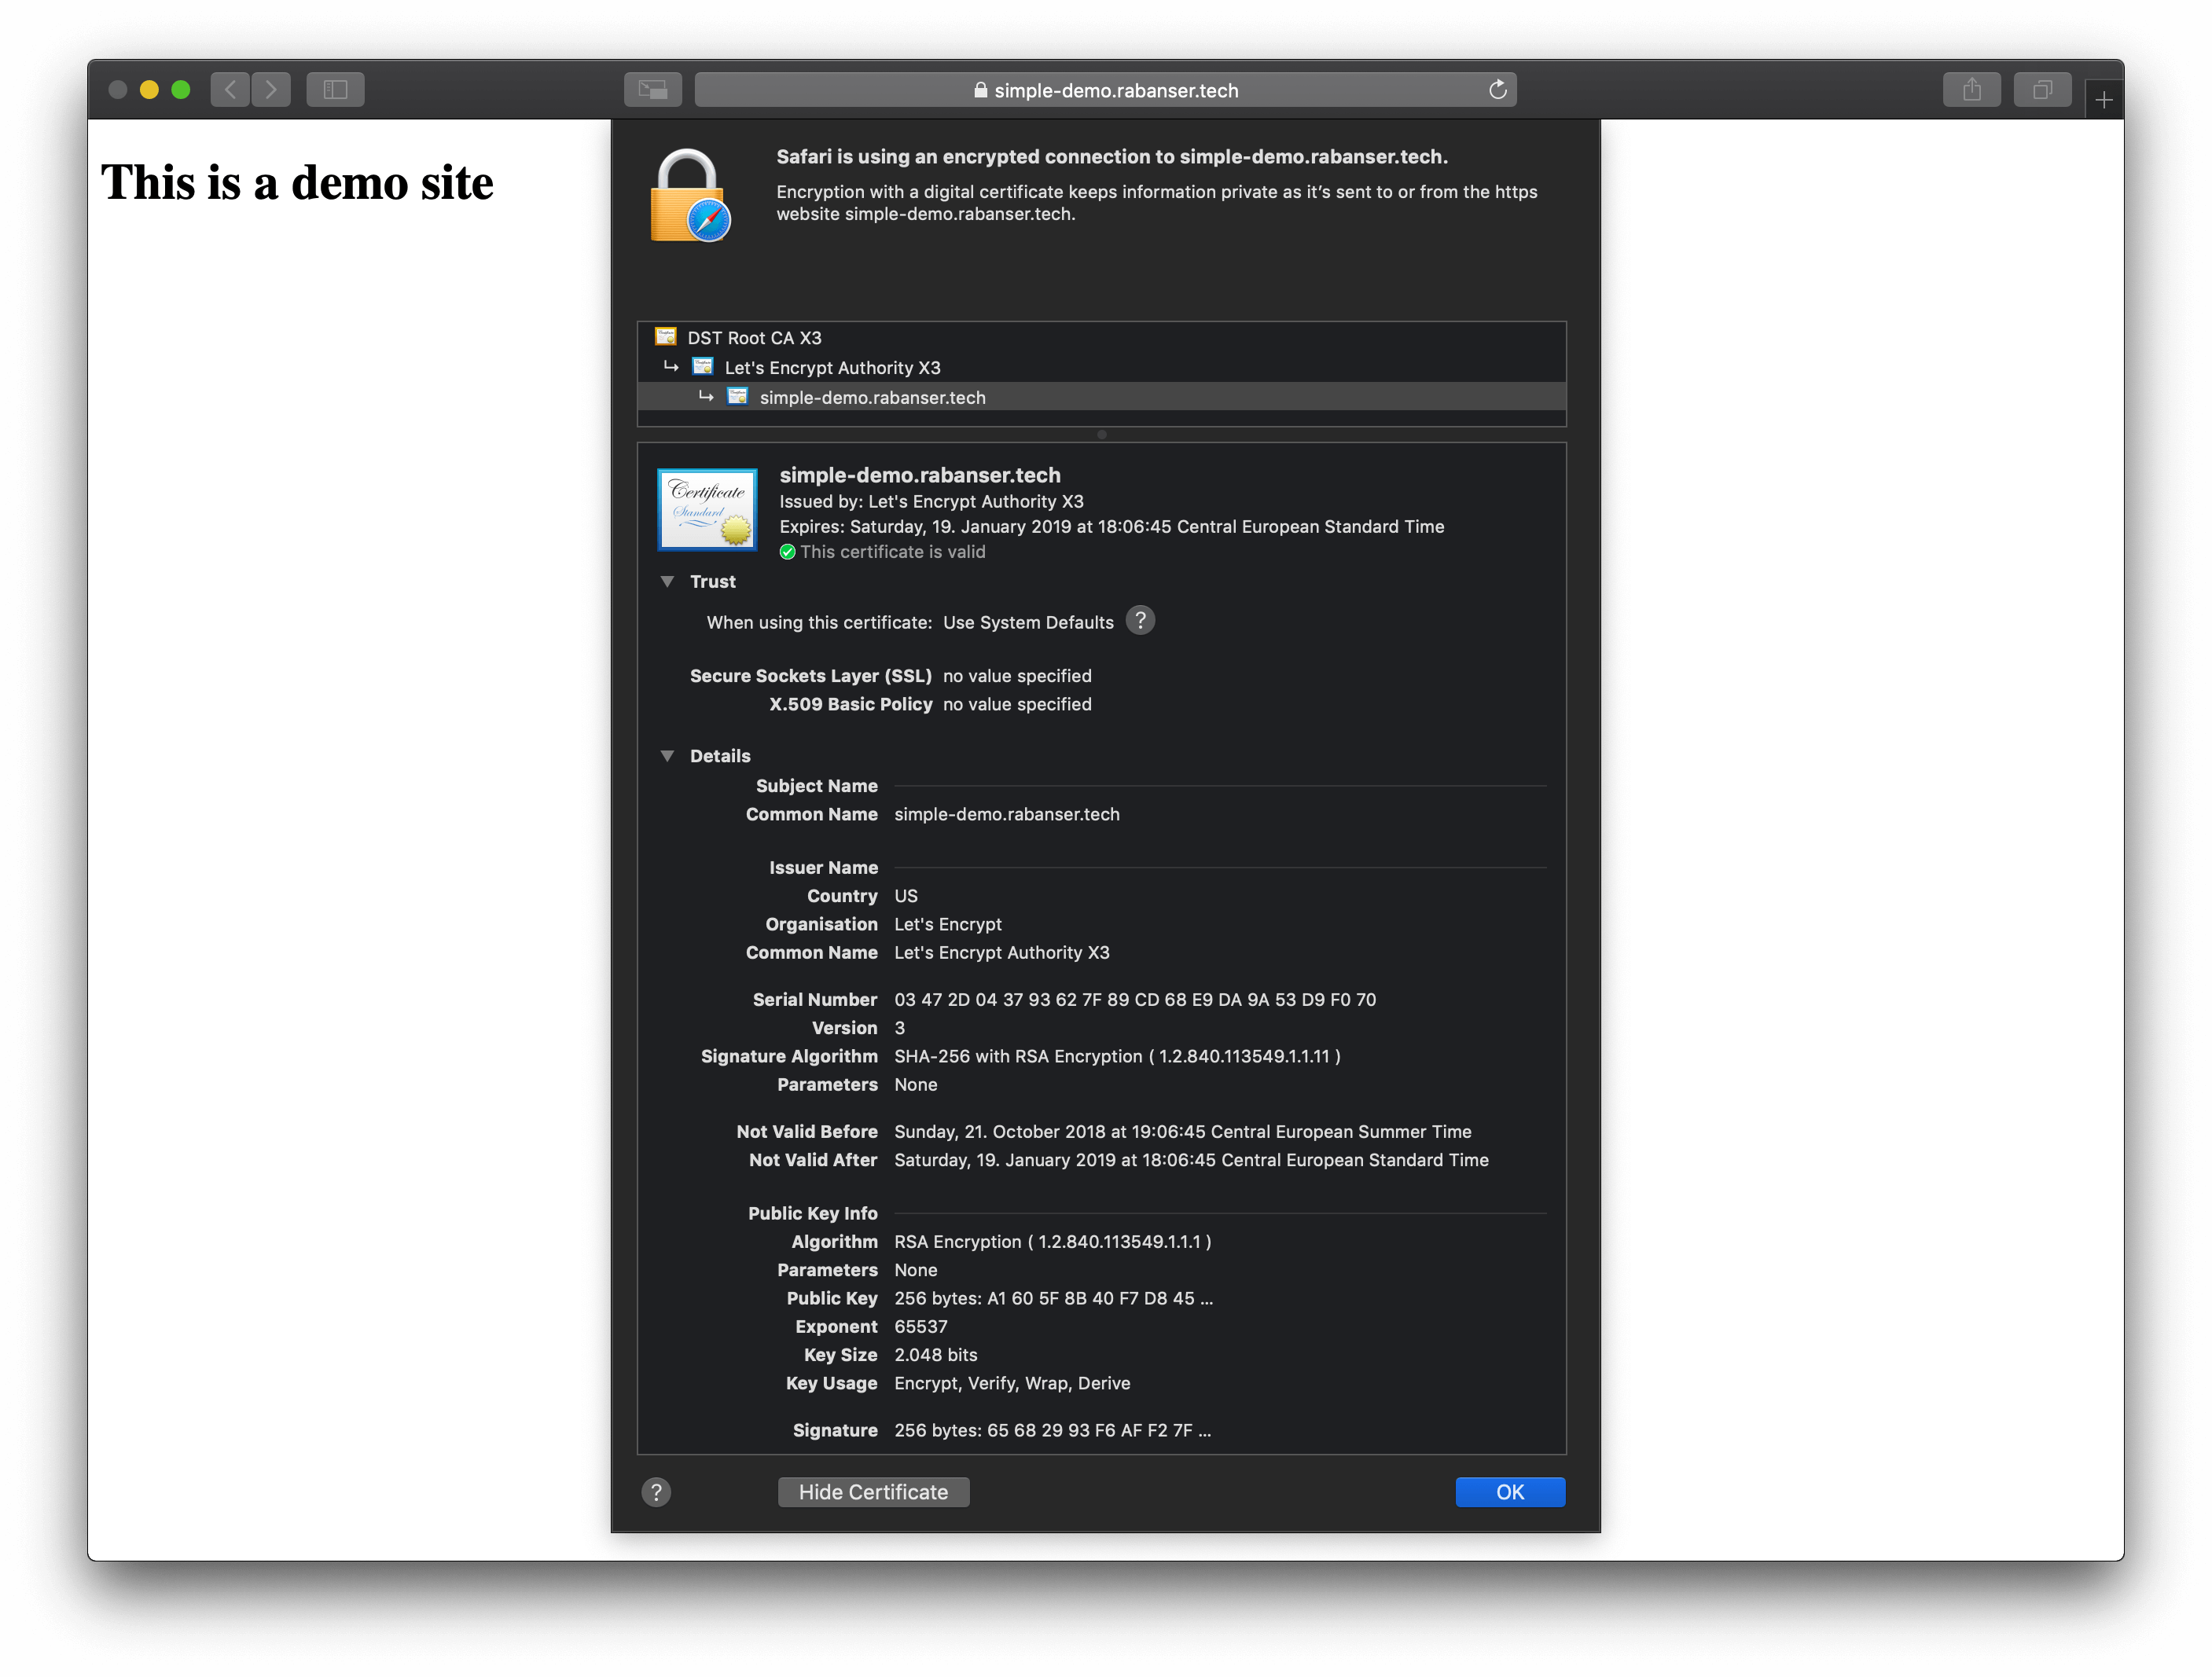 simple-demo.rabanser.tech
This is a demo site
Safari is using an encrypted connection to simple-demo.rabanser.tech.
Encryption with a digital certificate keeps information private as it’s sent to or from the https
website simple-demo.rabanser.tech.
DST Root CA X3
↳ Let's Encrypt Authority X3
↳ simple-demo.rabanser.tech
Certificate
Standard
simple-demo.rabanser.tech
Issued by: Let's Encrypt Authority X3
Expires: Saturday, 19. January 2019 at 18:06:45 Central European Standard Time
This certificate is valid
Trust
When using this certificate: Use System Defaults ?
Secure Sockets Layer (SSL) no value specified
X.509 Basic Policy no value specified
Details
Subject Name
Common Name simple-demo.rabanser.tech
Issuer Name
Country US
Organisation Let's Encrypt
Common Name Let's Encrypt Authority X3
Serial Number 03 47 2D 04 37 93 62 7F 89 CD 68 E9 DA 9A 53 D9 F0 70
Version 3
Signature Algorithm SHA-256 with RSA Encryption ( 1.2.840.113549.1.1.11 )
Parameters None
Not Valid Before Sunday, 21. October 2018 at 19:06:45 Central European Summer Time
Not Valid After Saturday, 19. January 2019 at 18:06:45 Central European Standard Time
Public Key Info
Algorithm RSA Encryption ( 1.2.840.113549.1.1.1 )
Parameters None
Public Key 256 bytes: A1 60 5F 8B 40 F7 D8 45 ...
Exponent 65537
Key Size 2.048 bits
Key Usage Encrypt, Verify, Wrap, Derive
Signature 256 bytes: 65 68 29 93 F6 AF F2 7F ...
? Hide Certificate OK